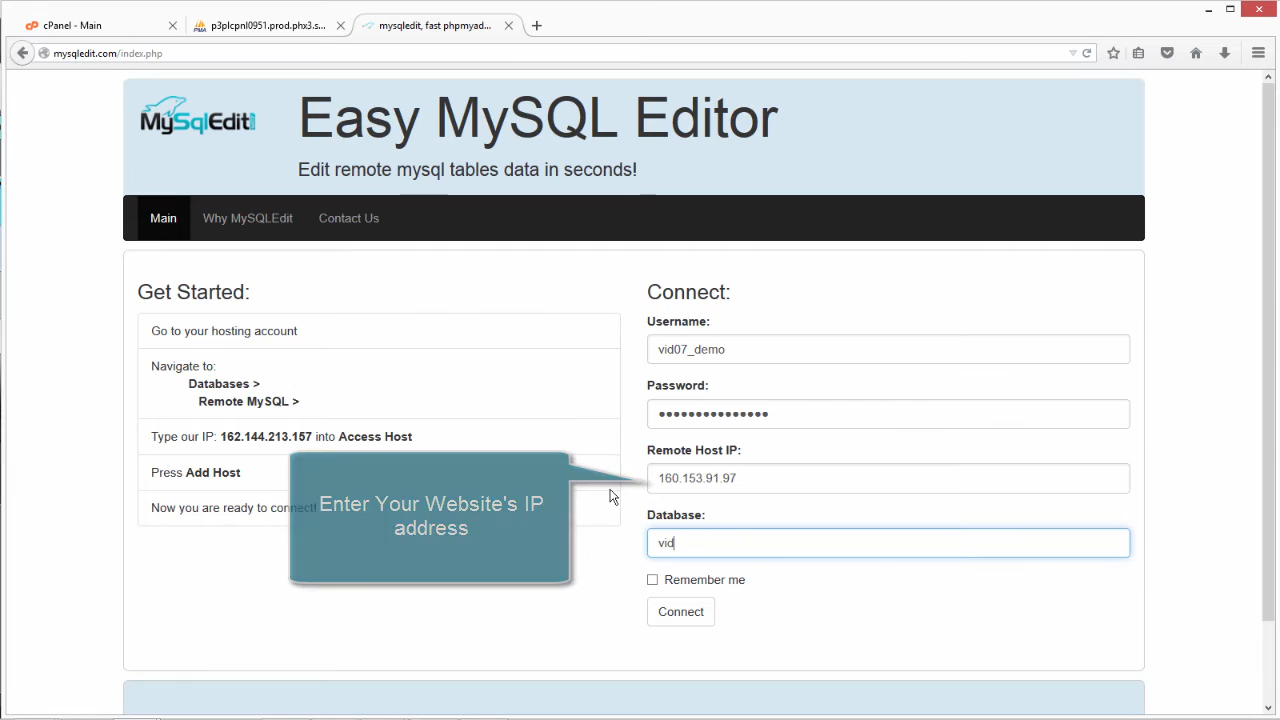 cPanel - Main
p3plcpnl0951.prod.phx3.s...
mysqledit, fast phpmyad...
mysqledit.com/index.php
MySqlEdit
Easy MySQL Editor
Edit remote mysql tables data in seconds!
Main Why MySQLEdit Contact Us
Get Started:
Go to your hosting account
Navigate to:
Databases >
Remote MySQL >
Type our IP: 162.144.213.157 into Access Host
Press Add Host
Now you are ready to connect!
Enter Your Website's IP
address
Connect:
Username:
vid07_demo
Password:
•••••••••••••••
Remote Host IP:
160.153.91.97
Database:
vid
Remember me
Connect